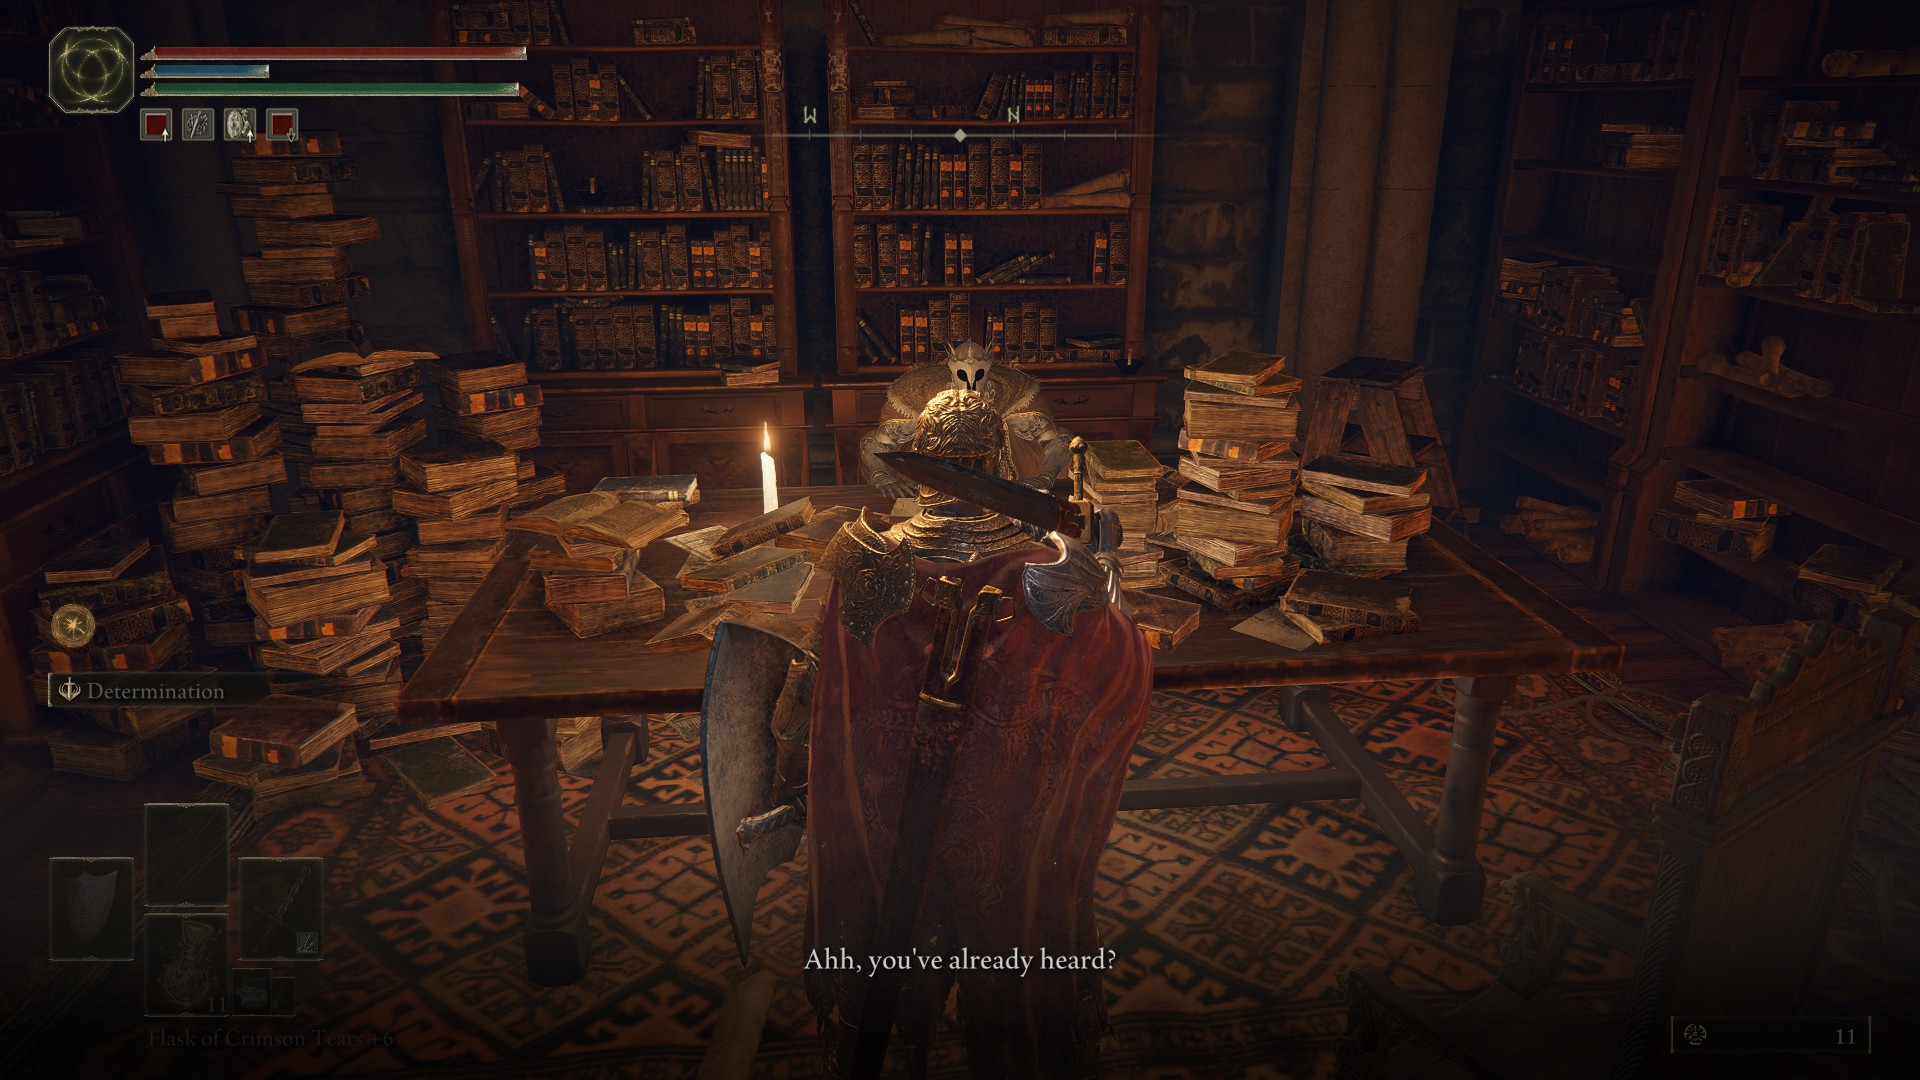 W
N
Determination
Ahh, you've already heard?
11
Flask of Crimson Tears +6
11